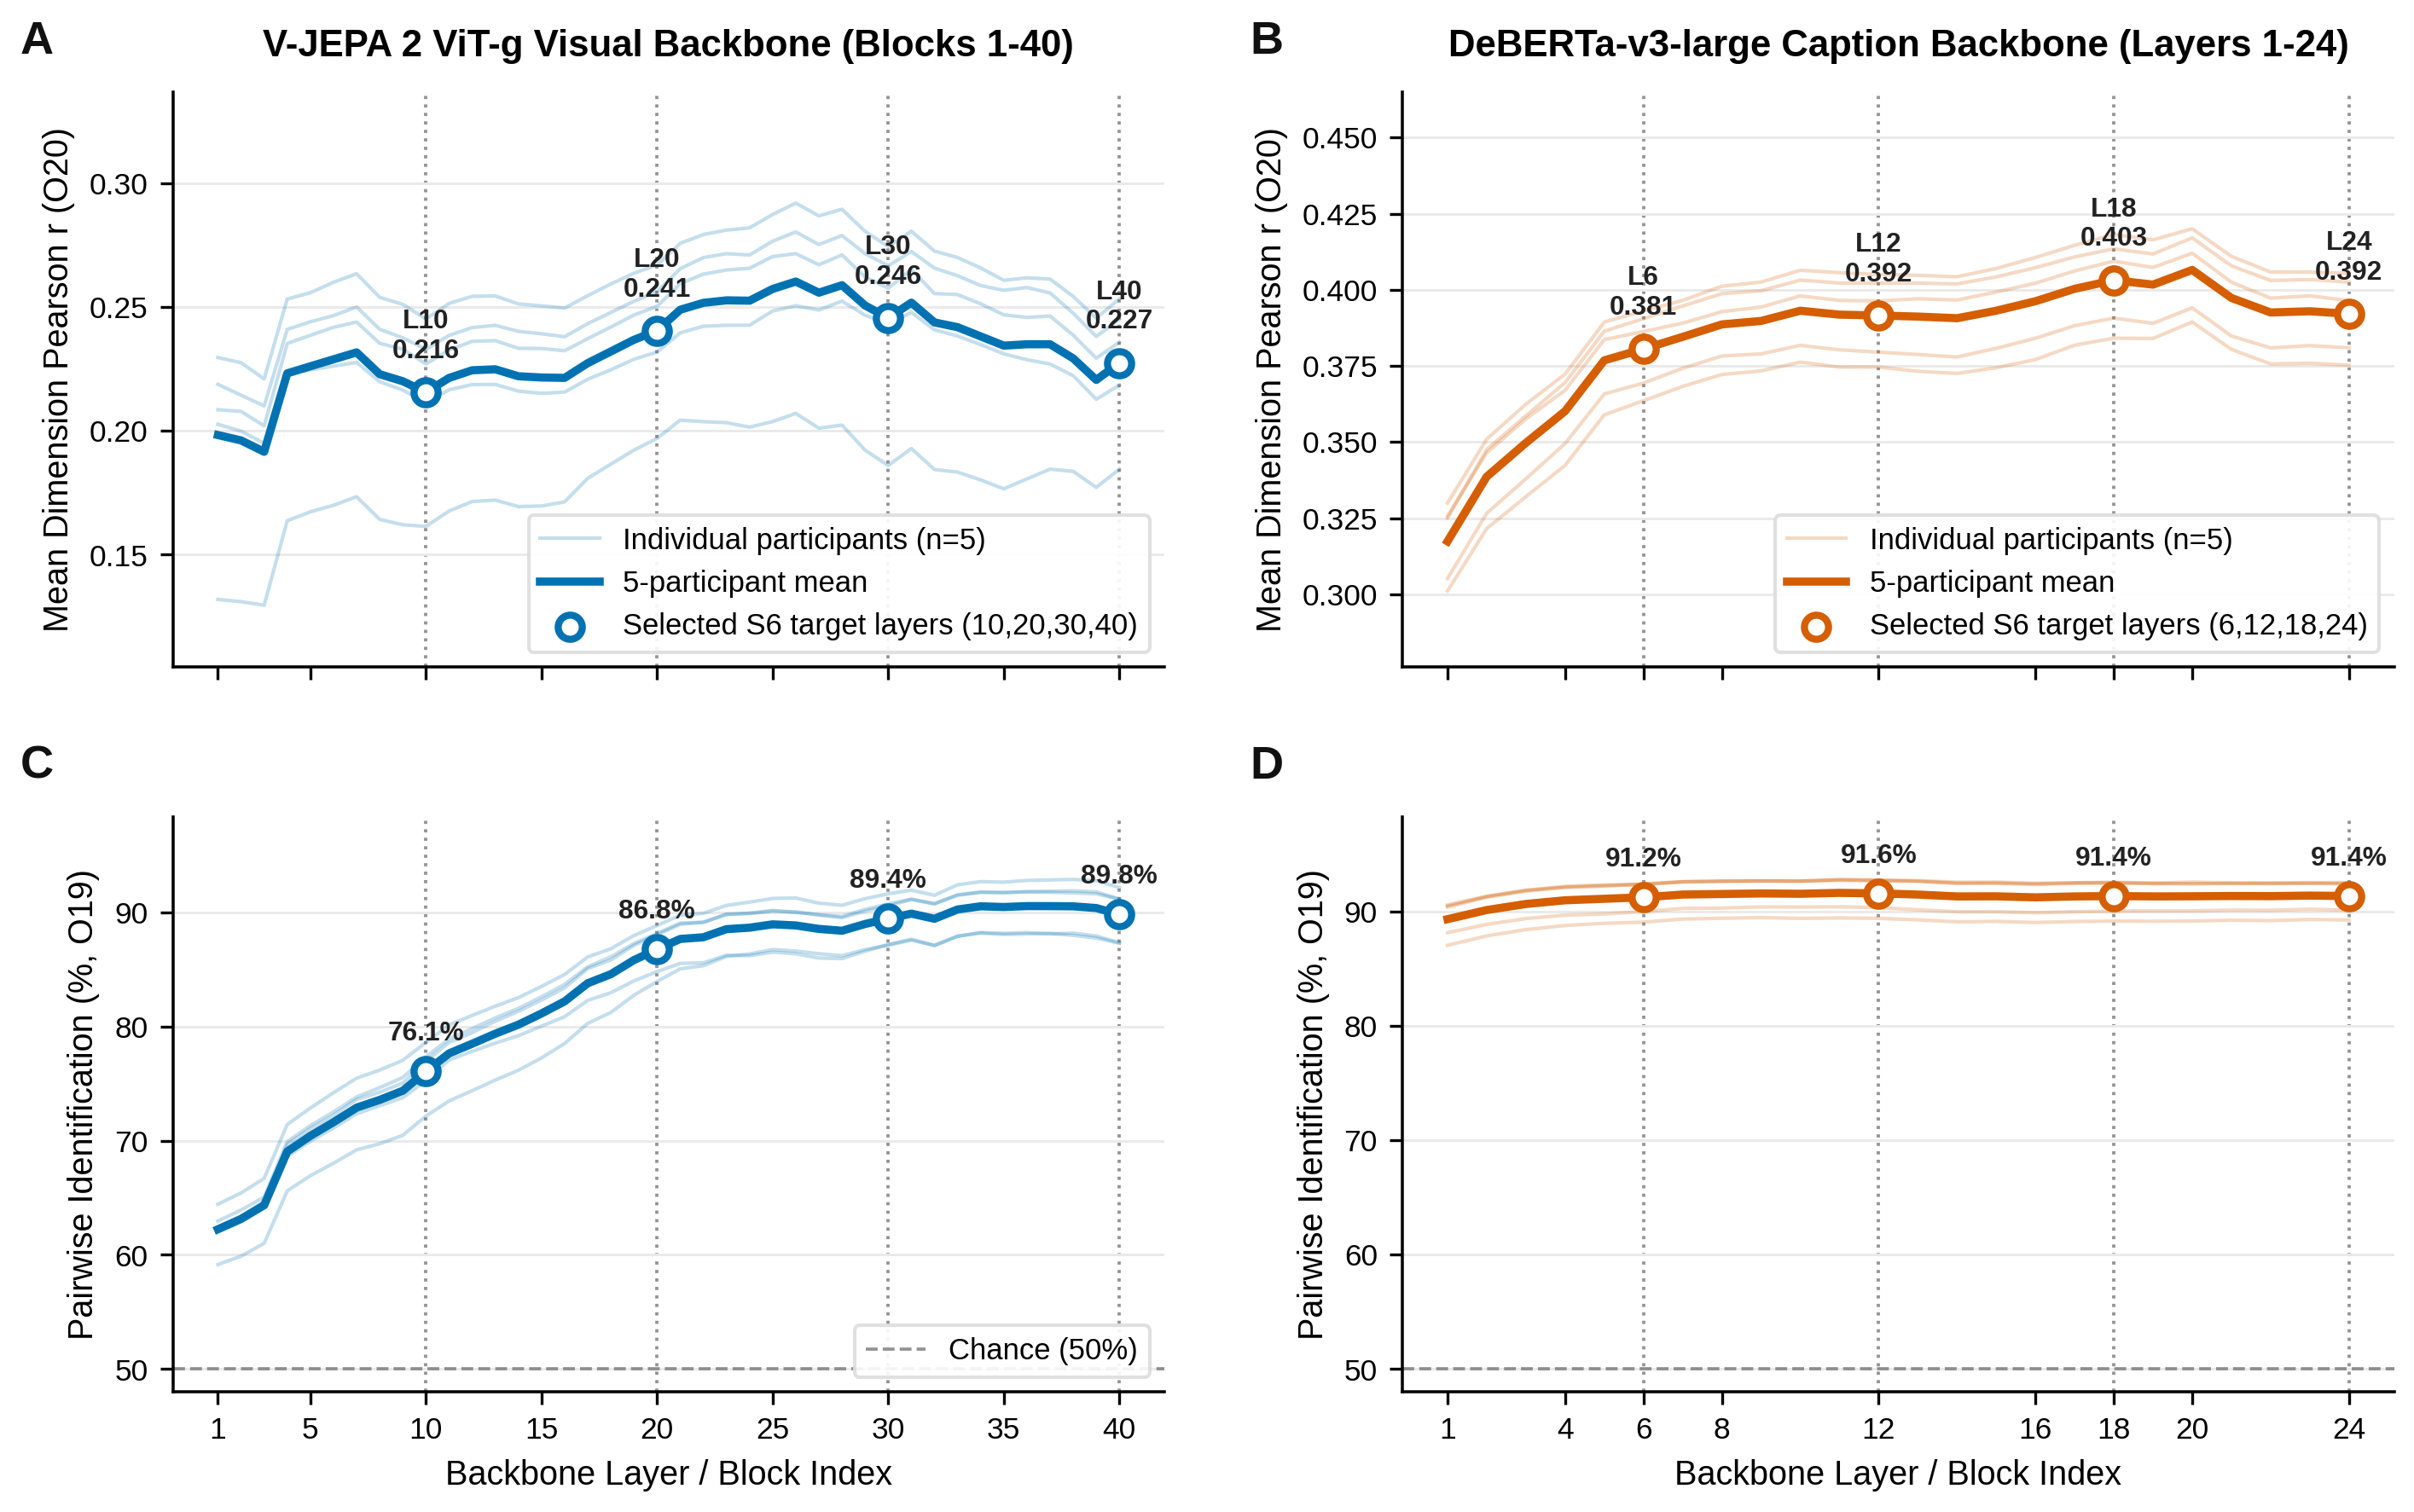 A
V-JEPA 2 ViT-g Visual Backbone (Blocks 1-40)
Mean Dimension Pearson r (O20)
0.30
0.25
0.20
0.15
L10
0.216
L20
0.241
L30
0.246
L40
0.227
Individual participants (n=5)
5-participant mean
Selected S6 target layers (10,20,30,40)
B
DeBERTa-v3-large Caption Backbone (Layers 1-24)
Mean Dimension Pearson r (O20)
0.450
0.425
0.400
0.375
0.350
0.325
0.300
L6
0.381
L12
0.392
L18
0.403
L24
0.392
Individual participants (n=5)
5-participant mean
Selected S6 target layers (6,12,18,24)
C
Pairwise Identification (%, O19)
90
80
70
60
50
76.1%
86.8%
89.4%
89.8%
Chance (50%)
1 5 10 15 20 25 30 35 40
Backbone Layer / Block Index
D
Pairwise Identification (%, O19)
90
80
70
60
50
91.2%
91.6%
91.4%
91.4%
1 4 6 8 12 16 18 20 24
Backbone Layer / Block Index